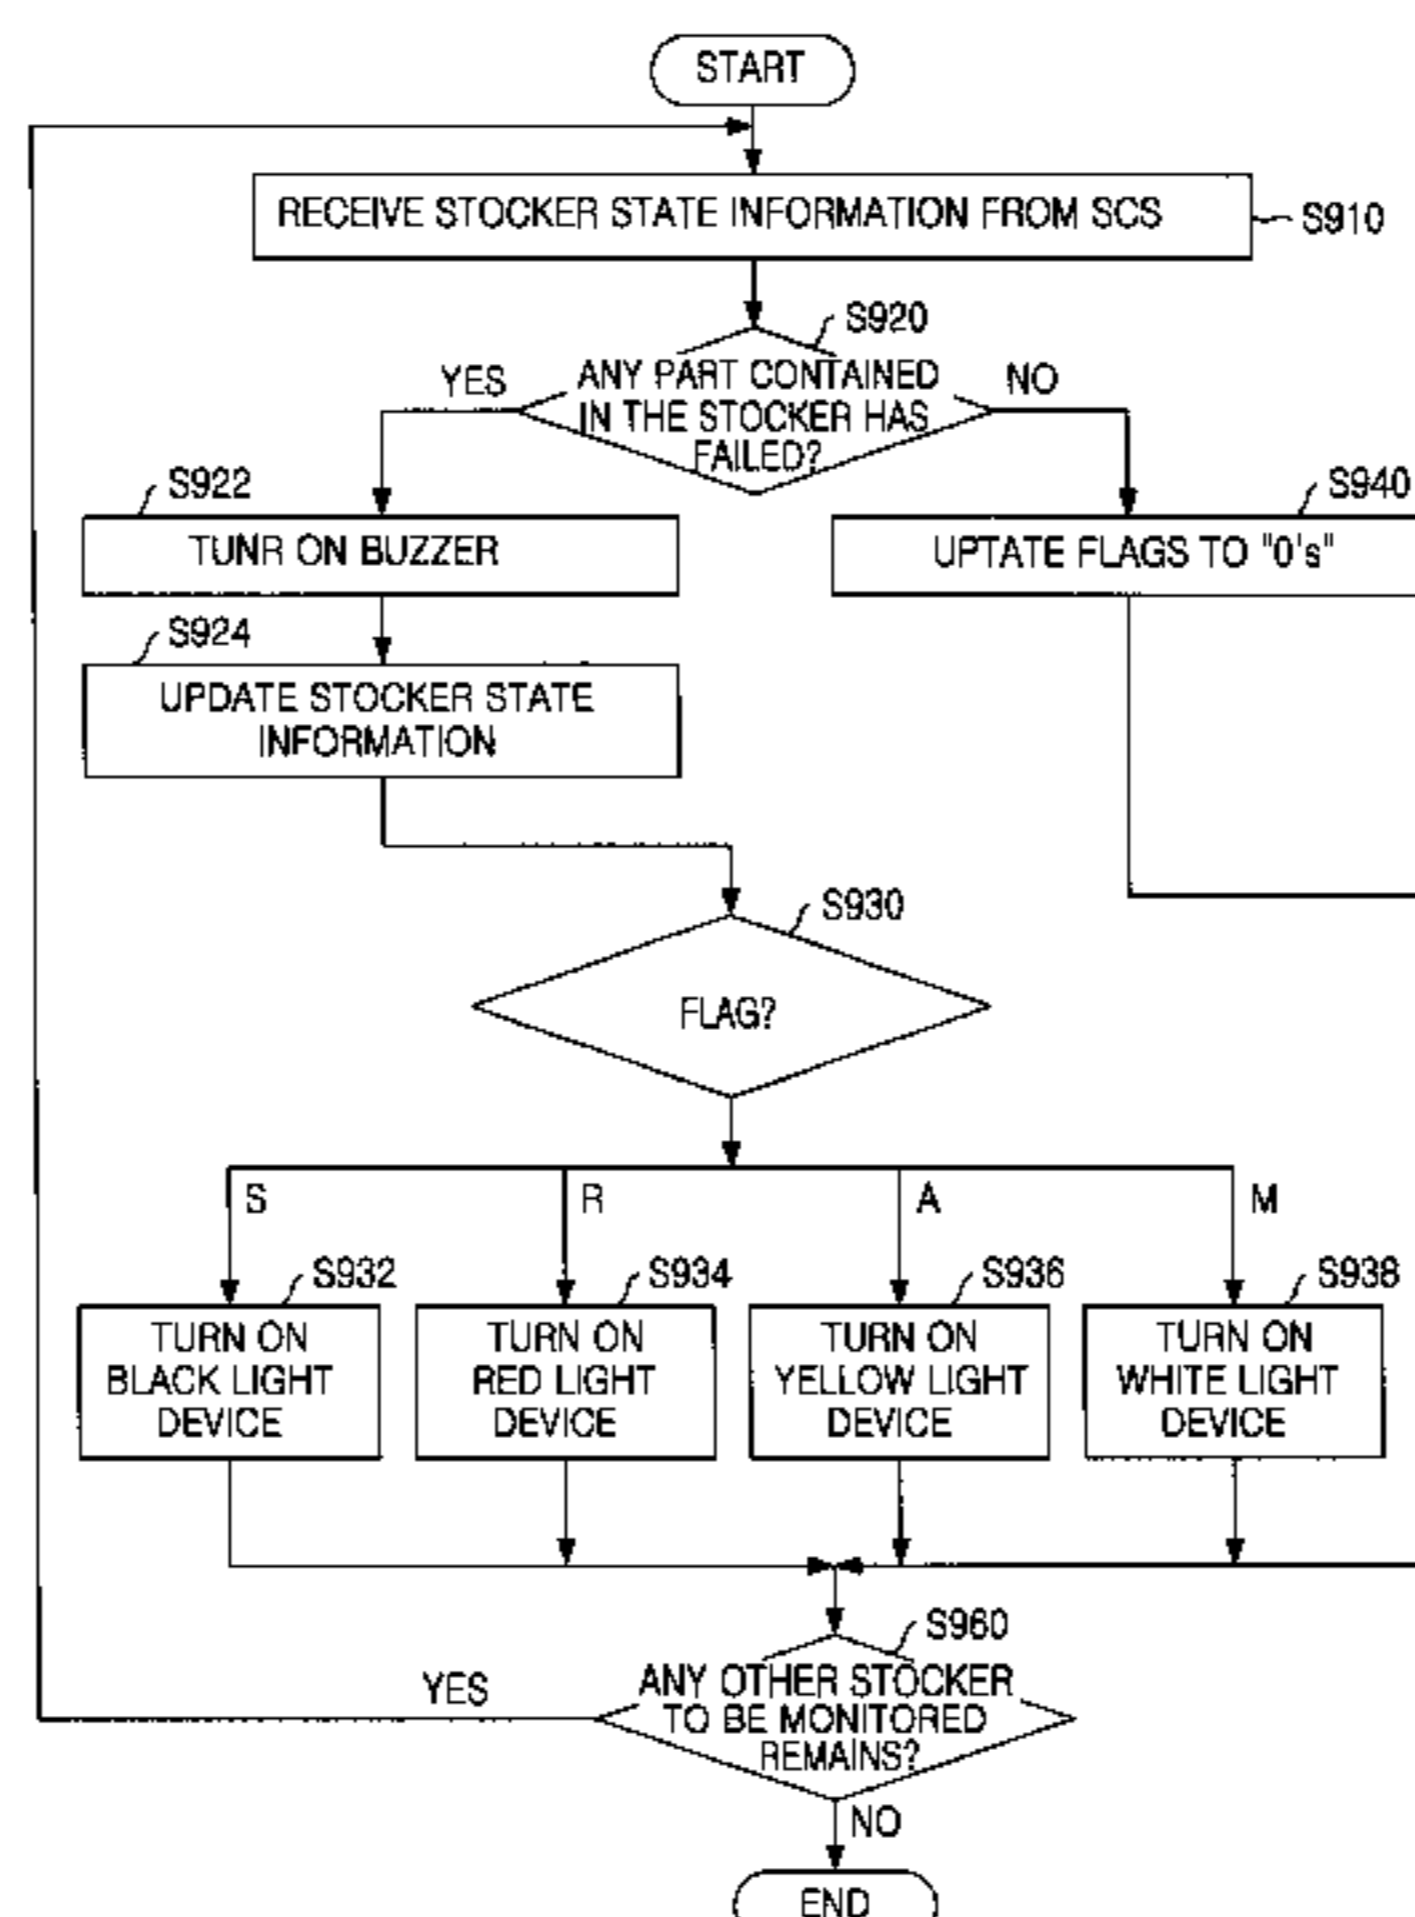 START
RECEIVE STOCKER STATE INFORMATION FROM SCS
S910
S920
YES
ANY PART CONTAINED
IN THE STOCKER HAS
FAILED?
NO
S922
TUNR ON BUZZER
S940
UPTATE FLAGS TO "0's"
S924
UPDATE STOCKER STATE
INFORMATION
S930
FLAG?
S
R
A
M
S932
TURN ON
BLACK LIGHT
DEVICE
S934
TURN ON
RED LIGHT
DEVICE
S936
TURN ON
YELLOW LIGHT
DEVICE
S938
TURN ON
WHITE LIGHT
DEVICE
S960
YES
ANY OTHER STOCKER
TO BE MONITORED
REMAINS?
NO
END